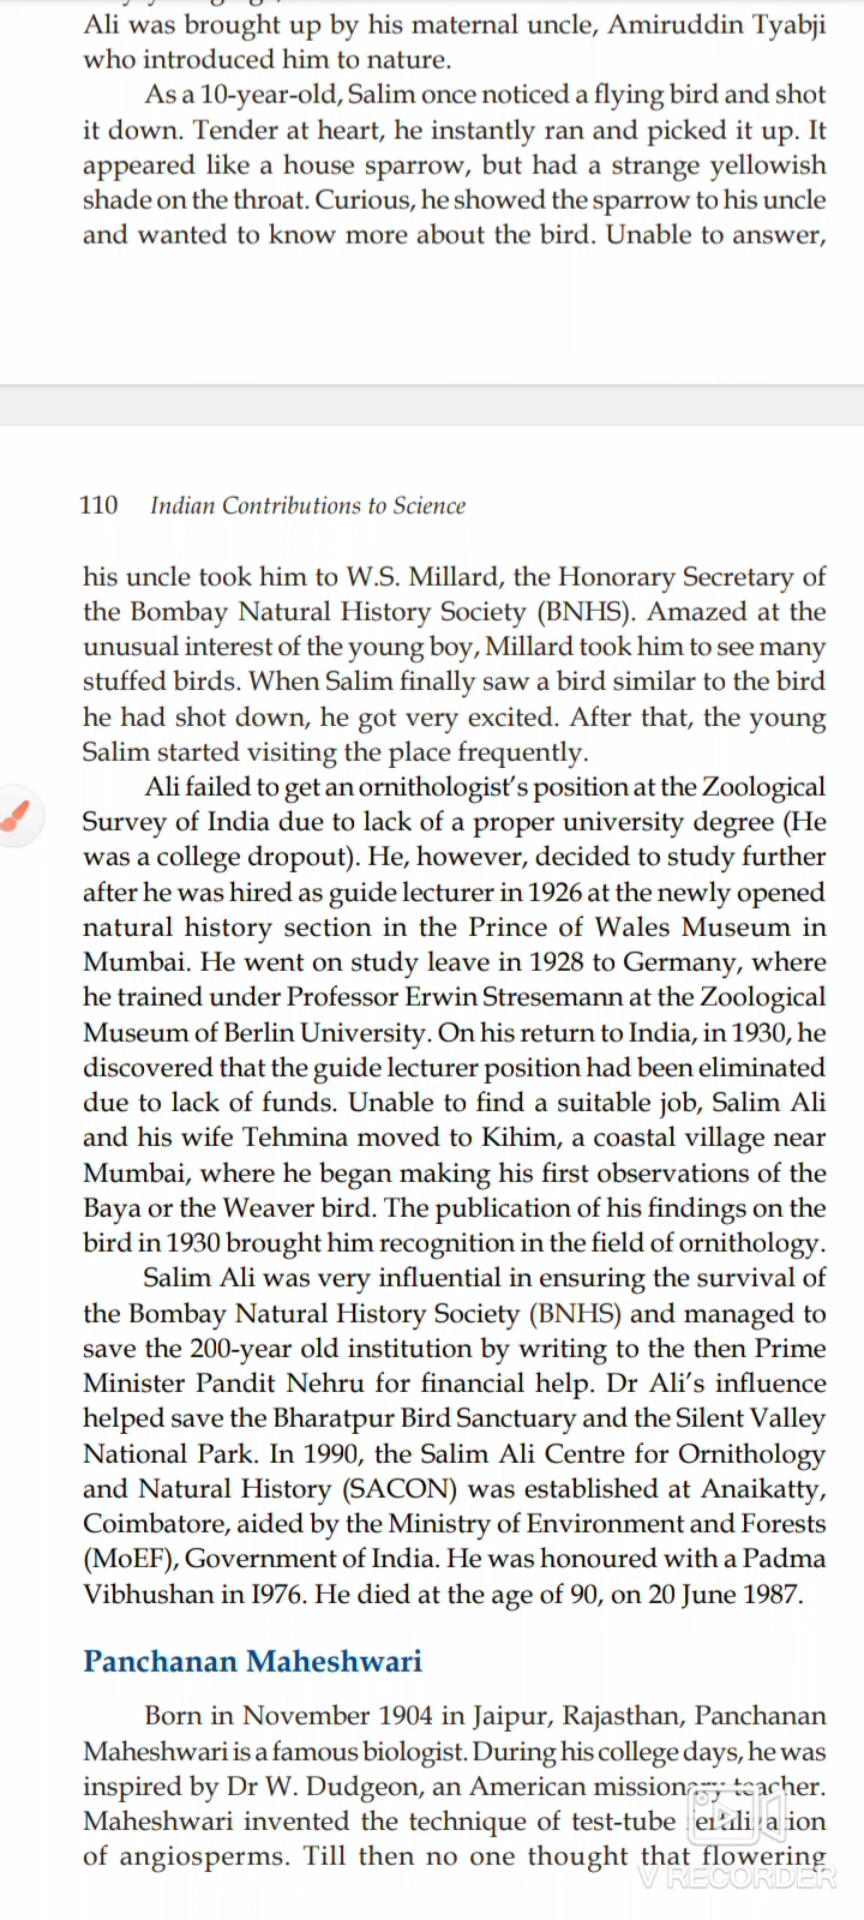 Ali was brought up by his maternal uncle, Amiruddin Tyabji
who introduced him to nature.
As a 10-year-old, Salim once noticed a flying bird and shot
it down. Tender at heart, he instantly ran and picked it up. It
appeared like a house sparrow, but had a strange yellowish
shade on the throat. Curious, he showed the sparrow to his uncle
and wanted to know more about the bird. Unable to answer,
110 Indian Contributions to Science
his uncle took him to W.S. Millard, the Honorary Secretary of
the Bombay Natural History Society (BNHS). Amazed at the
unusual interest of the young boy, Millard took him to see many
stuffed birds. When Salim finally saw a bird similar to the bird
he had shot down, he got very excited. After that, the young
Salim started visiting the place frequently.
Ali failed to get an ornithologist's position at the Zoological
Survey of India due to lack of a proper university degree (He
was a college dropout). He, however, decided to study further
after he was hired as guide lecturer in 1926 at the newly opened
natural history section in the Prince of Wales Museum in
Mumbai. He went on study leave in 1928 to Germany, where
he trained under Professor Erwin Stresemann at the Zoological
Museum of Berlin University. On his return to India, in 1930, he
discovered that the guide lecturer position had been eliminated
due to lack of funds. Unable to find a suitable job, Salim Ali
and his wife Tehmina moved to Kihim, a coastal village near
Mumbai, where he began making his first observations of the
Baya or the Weaver bird. The publication of his findings on the
bird in 1930 brought him recognition in the field of ornithology.
Salim Ali was very influential in ensuring the survival of
the Bombay Natural History Society (BNHS) and managed to
save the 200-year old institution by writing to the then Prime
Minister Pandit Nehru for financial help. Dr Ali's influence
helped save the Bharatpur Bird Sanctuary and the Silent Valley
National Park. In 1990, the Salim Ali Centre for Ornithology
and Natural History (SACON) was established at Anaikatty,
Coimbatore, aided by the Ministry of Environment and Forests
(MoEF), Government of India. He was honoured with a Padma
Vibhushan in I976. He died at the age of 90, on 20 June 1987.
Panchanan Maheshwari
Born in November 1904 in Jaipur, Rajasthan, Panchanan
Maheshwari is a famous biologist. During his college days, he was
inspired by Dr W. Dudgeon, an American missionary teacher.
Maheshwari invented the technique of test-tube fertilization
of angiosperms. Till then no one thought that flowering
V RECORDER